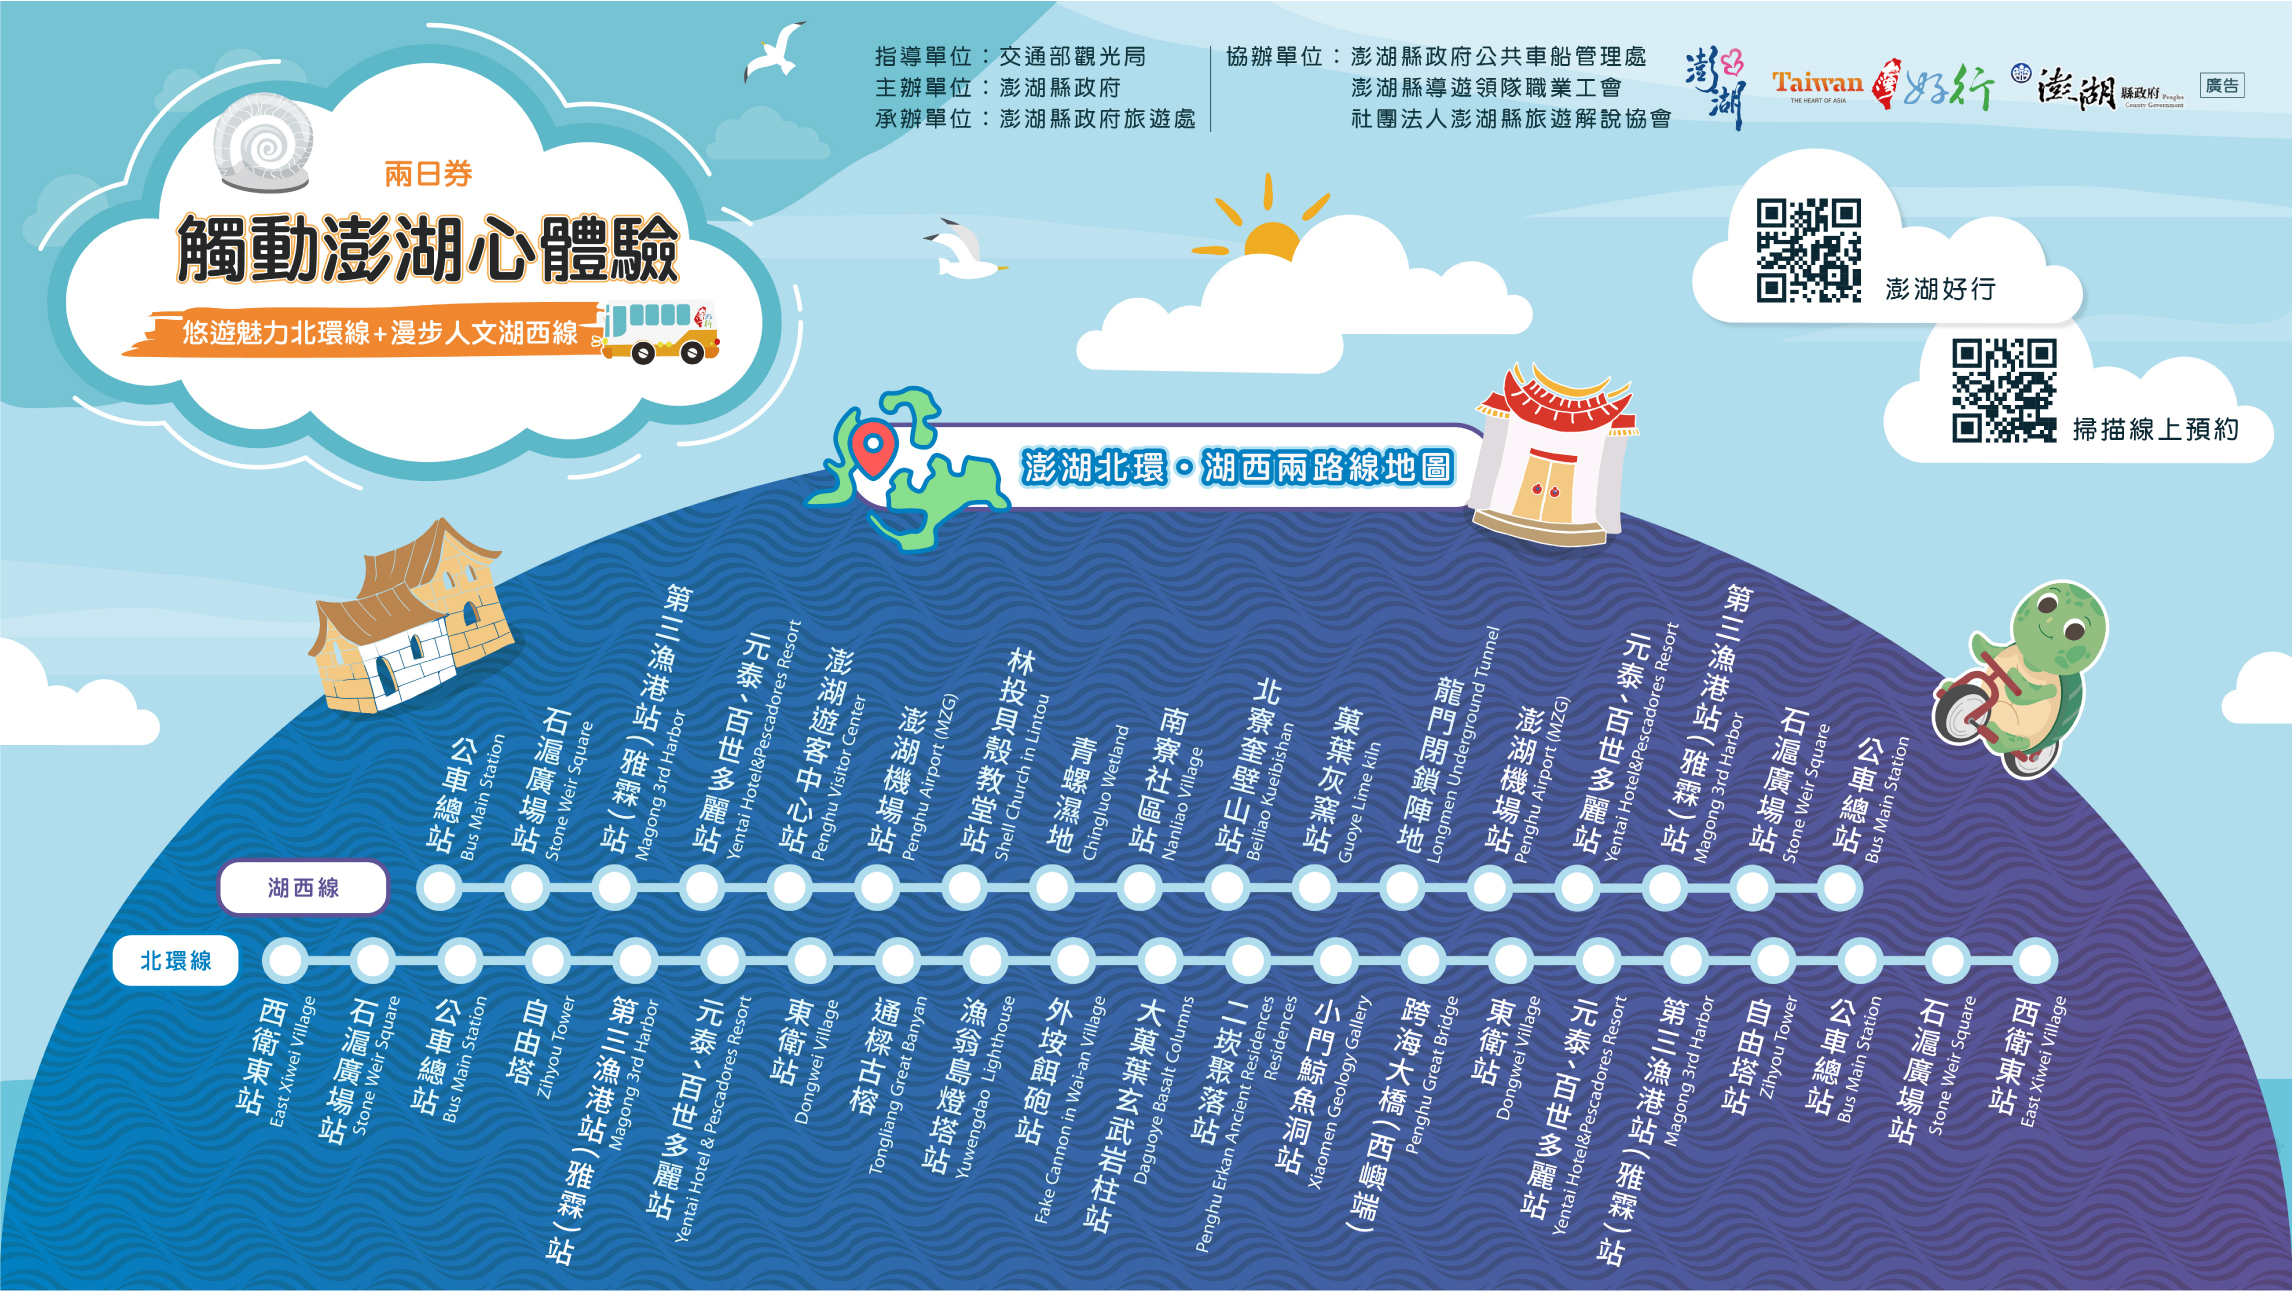 指導單位：交通部觀光局
主辦單位：澎湖縣政府
承辦單位：澎湖縣政府旅遊處
協辦單位：澎湖縣政府公共車船管理處
澎湖縣導遊領隊職業工會
社團法人澎湖縣旅遊解說協會
澎湖
Taiwan
THE HEART OF ASIA
台灣好行
澎湖縣政府 Penghu County Government
廣告
兩日券
觸動澎湖心體驗
悠遊魅力北環線+漫步人文湖西線
澎湖好行
掃描線上預約
澎湖北環・湖西兩路線地圖
湖西線
公車總站
Bus Main Station
石滬廣場站
Stone Weir Square
第三漁港站(雅霖)站
Magong 3rd Harbor
元泰、百世多麗站
Yentai Hotel&Pescadores Resort
澎湖遊客中心站
Penghu Visitor Center
澎湖機場站
Penghu Airport (MZG)
林投貝殼教堂站
Shell Church in Lintou
青螺濕地
Chingluo Wetland
南寮社區站
Nanliao Village
北寮奎壁山站
Beiliao Kueibishan
菓葉灰窯站
Guoye Lime kiln
龍門閉鎖陣地
Longmen Underground Tunnel
澎湖機場站
Penghu Airport (MZG)
元泰、百世多麗站
Yentai Hotel&Pescadores Resort
第三漁港站(雅霖)站
Magong 3rd Harbor
石滬廣場站
Stone Weir Square
公車總站
Bus Main Station
北環線
西衛東站
East Xiwei Village
石滬廣場站
Stone Weir Square
公車總站
Bus Main Station
自由塔
Zihyou Tower
第三漁港站(雅霖)站
Magong 3rd Harbor
元泰、百世多麗站
Yentai Hotel & Pescadores Resort
東衛站
Dongwei Village
通樑古榕
Tongliang Great Banyan
漁翁島燈塔站
Yuwengdao Lighthouse
外垵餌砲站
Fake Cannon in Wai-an Village
大菓葉玄武岩柱站
Daguoye Basalt Columns
二崁聚落站
Penghu Erkan Ancient Residences
Residences
小門鯨魚洞站
Xiaomen Geology Gallery
跨海大橋(西嶼端)
Penghu Great Bridge
東衛站
Dongwei Village
元泰、百世多麗站
Yentai Hotel&Pescadores Resort
第三漁港站(雅霖)站
Magong 3rd Harbor
自由塔站
Zihyou Tower
公車總站
Bus Main Station
石滬廣場站
Stone Weir Square
西衛東站
East Xiwei Village